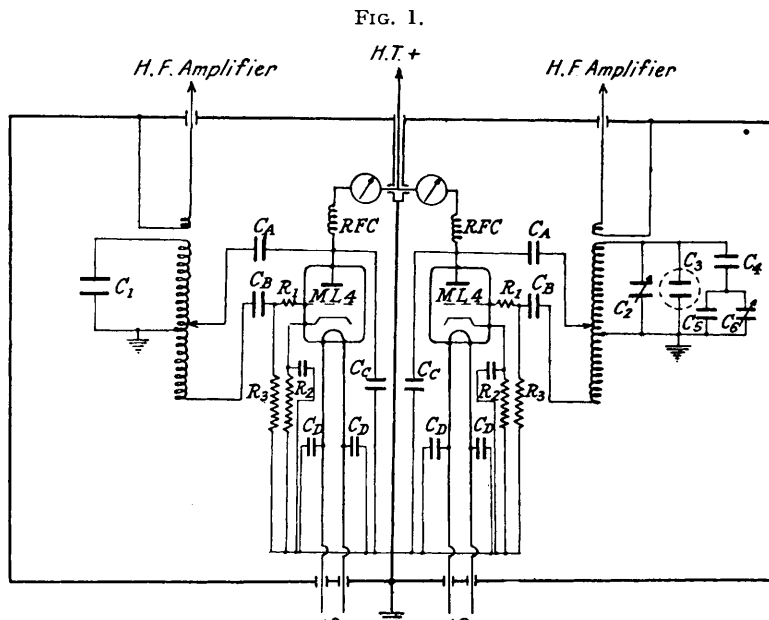 FIG. 1.
H.T. +
H.F. Amplifier
H.F. Amplifier
RFC
RFC
C_A
C_A
C_1
C_B
R_1
ML4
ML4
R_1
C_B
C_2
C_3
C_4
C_5
C_6
C_C
C_C
R_3
R_2
R_2
R_3
C_D
C_D
C_D
C_D